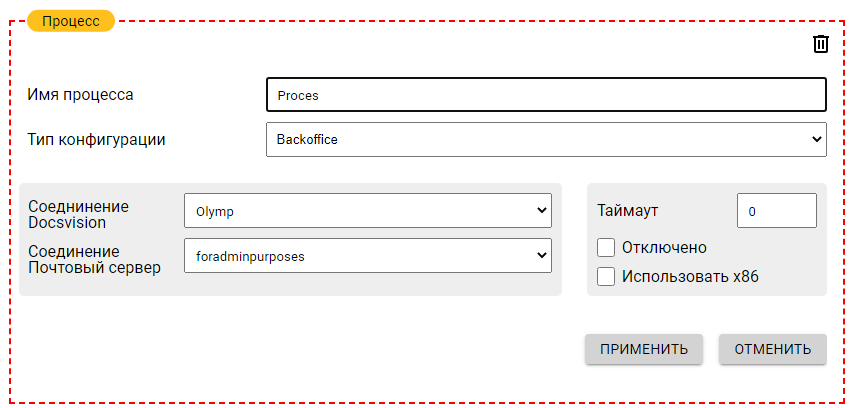 Процесс
Имя процесса
Proces
Тип конфигурации
Backoffice
Соеднинение
Docsvision
Olymp
Соединение
Почтовый сервер
foradminpurposes
Таймаут
0
Отключено
Использовать x86
ПРИМЕНИТЬ
ОТМЕНИТЬ